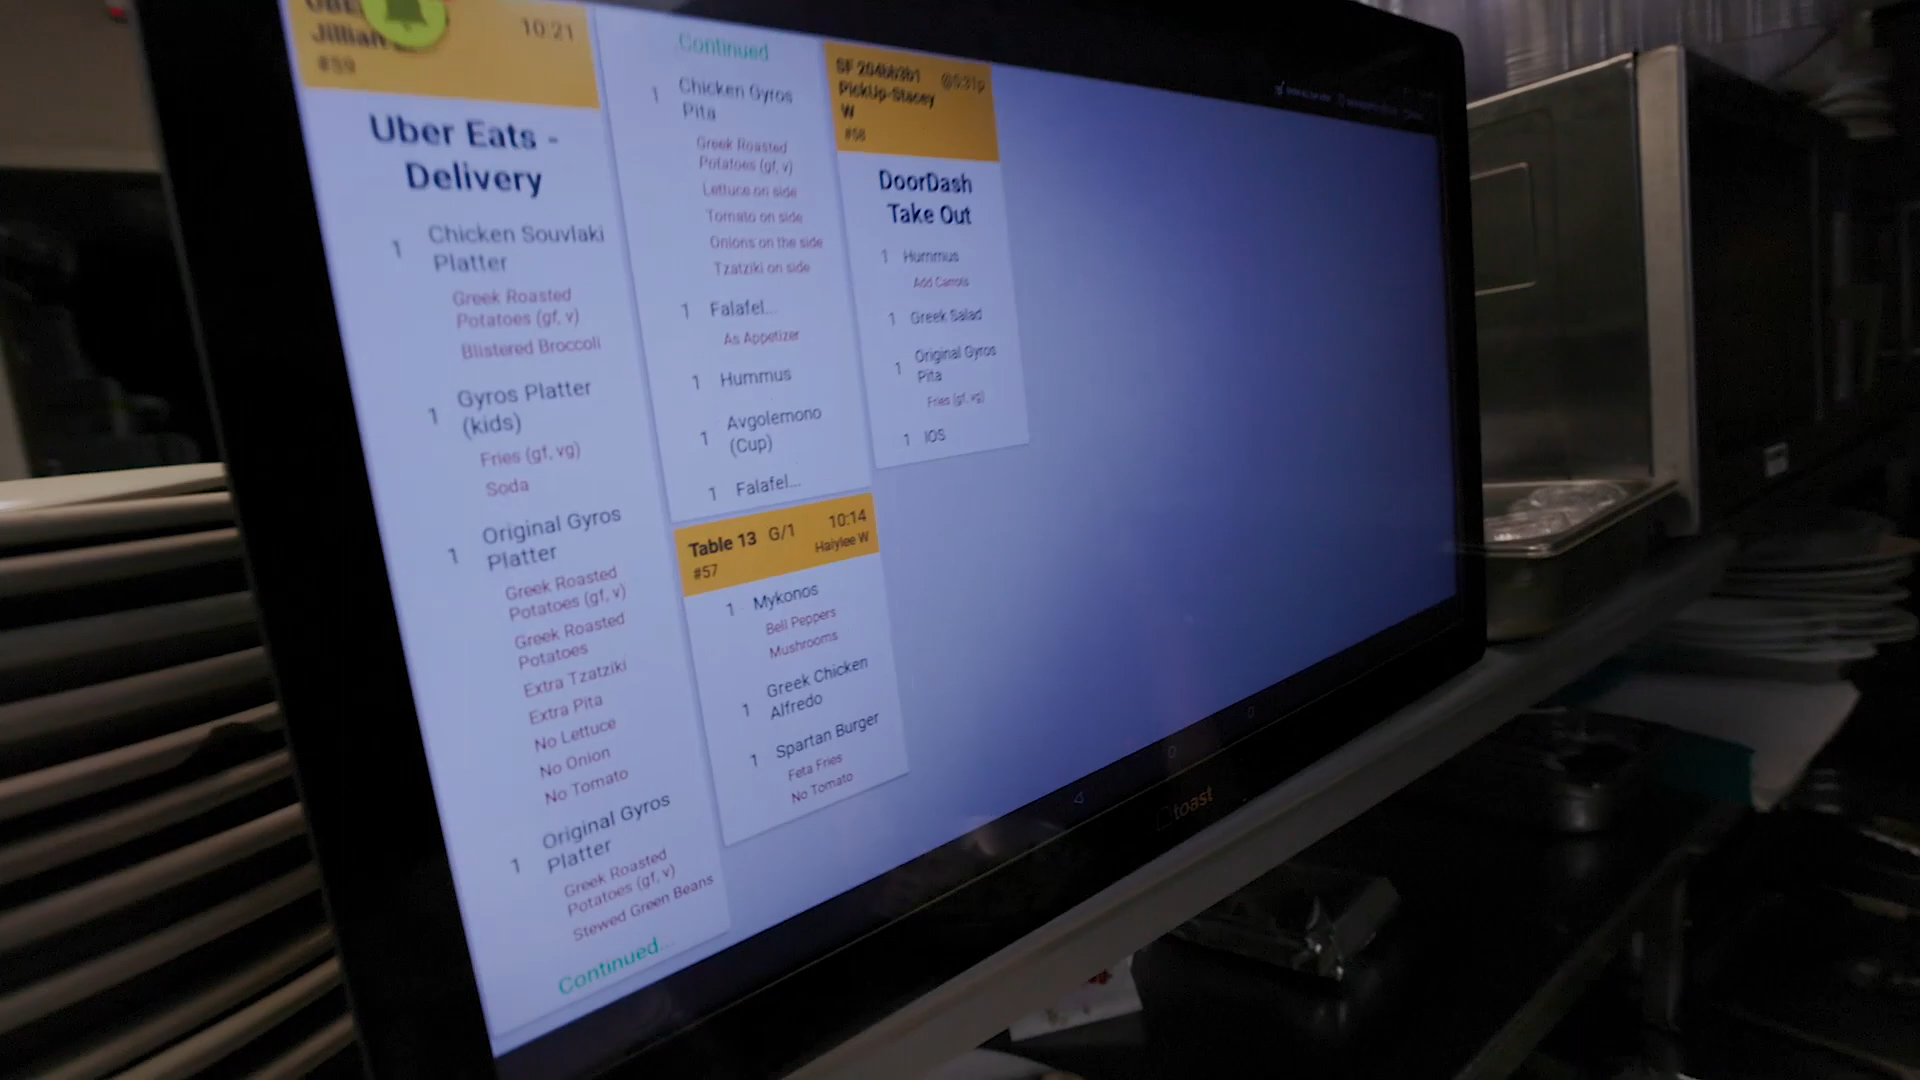 Jillian
10:21
#59
Uber Eats -
Delivery
1 Chicken Souvlaki
Platter
Greek Roasted
Potatoes (gf, v)
Blistered Broccoli
1 Gyros Platter
(kids)
Fries (gf, vg)
Soda
1 Original Gyros
Platter
Greek Roasted
Potatoes (gf, v)
Greek Roasted
Potatoes
Extra Tzatziki
Extra Pita
No Lettuce
No Onion
No Tomato
1 Original Gyros
Platter
Greek Roasted
Potatoes (gf, v)
Stewed Green Beans
Continued...
Continued
1 Chicken Gyros
Pita
Greek Roasted
Potatoes (gf, v)
Lettuce on side
Tomato on side
Onions on the side
Tzatziki on side
1 Falafel...
As Appetizer
1 Hummus
1 Avgolemono
(Cup)
1 Falafel...
Table 13 G/1 10:14
#57 Haiylee W
1 Mykonos
Bell Peppers
Mushrooms
1 Greek Chicken
Alfredo
1 Spartan Burger
Feta Fries
No Tomato
PickUp-Stacey
W
#58
DoorDash
Take Out
1 Hummus
Add Carrots
1 Greek Salad
1 Original Gyros
Pita
Fries (gf, vg)
1 IOS
toast